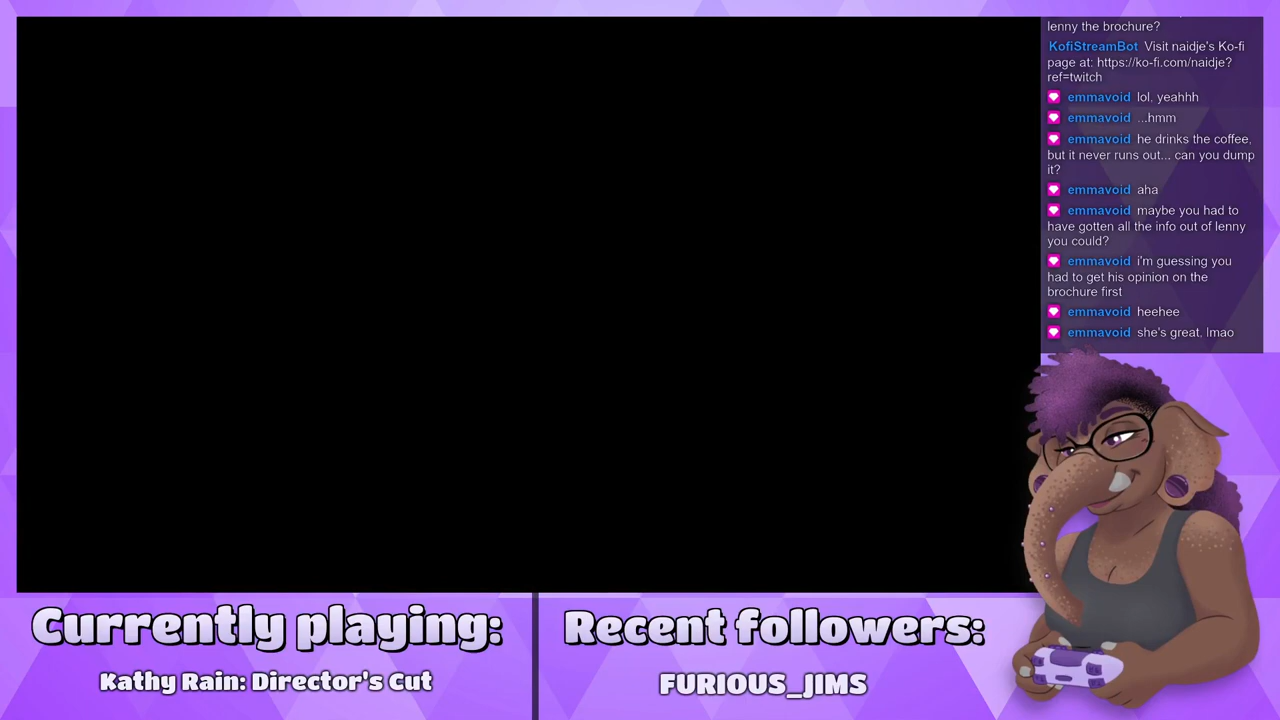 lenny the brochure?
KofiStreamBot Visit naidje's Ko-fi
page at: https://ko-fi.com/naidje?
ref=twitch
emmavoid lol, yeahhh
emmavoid ...hmm
emmavoid he drinks the coffee,
but it never runs out... can you dump
it?
emmavoid aha
emmavoid maybe you had to
have gotten all the info out of lenny
you could?
emmavoid i'm guessing you
had to get his opinion on the
brochure first
emmavoid heehee
emmavoid she's great, lmao
Currently playing:
Kathy Rain: Director's Cut
Recent followers:
FURIOUS_JIMS